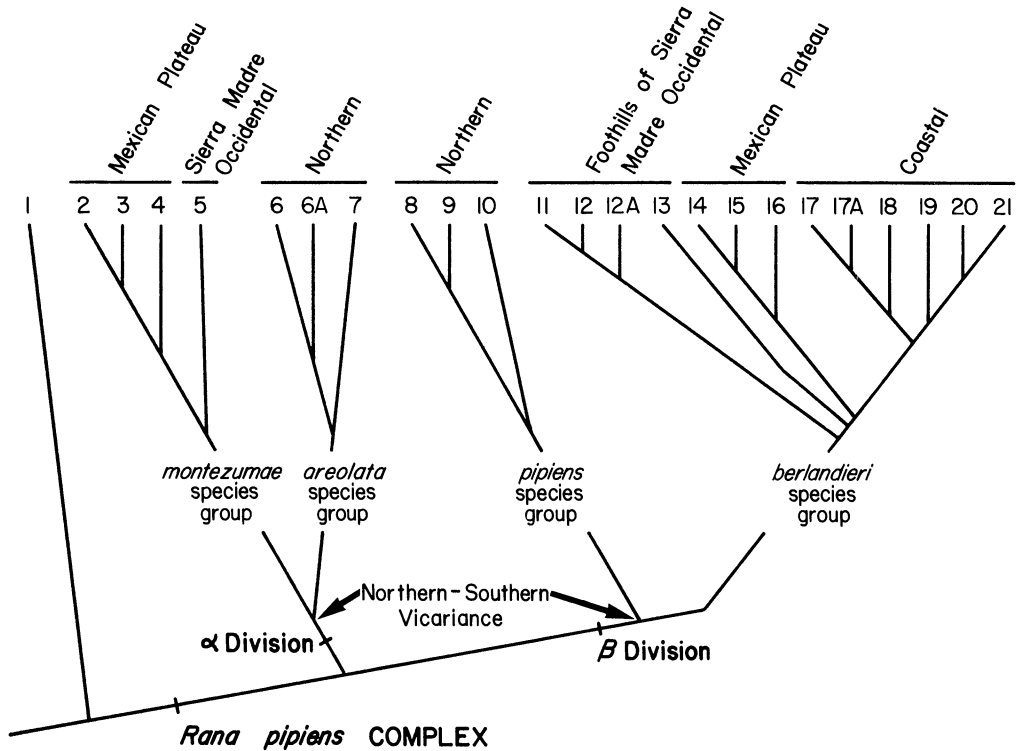 Mexican Plateau
Sierra Madre
Occidental
Northern
Northern
Foothills of Sierra
Madre Occidental
Mexican Plateau
Coastal
1 2 3 4 5 6 6A 7 8 9 10 11 12 12A 13 14 15 16 17 17A 18 19 20 21
montezumae
species
group
areolata
species
group
pipiens
species
group
berlandieri
species
group
Northern-Southern
Vicariance
α Division
β Division
Rana pipiens COMPLEX